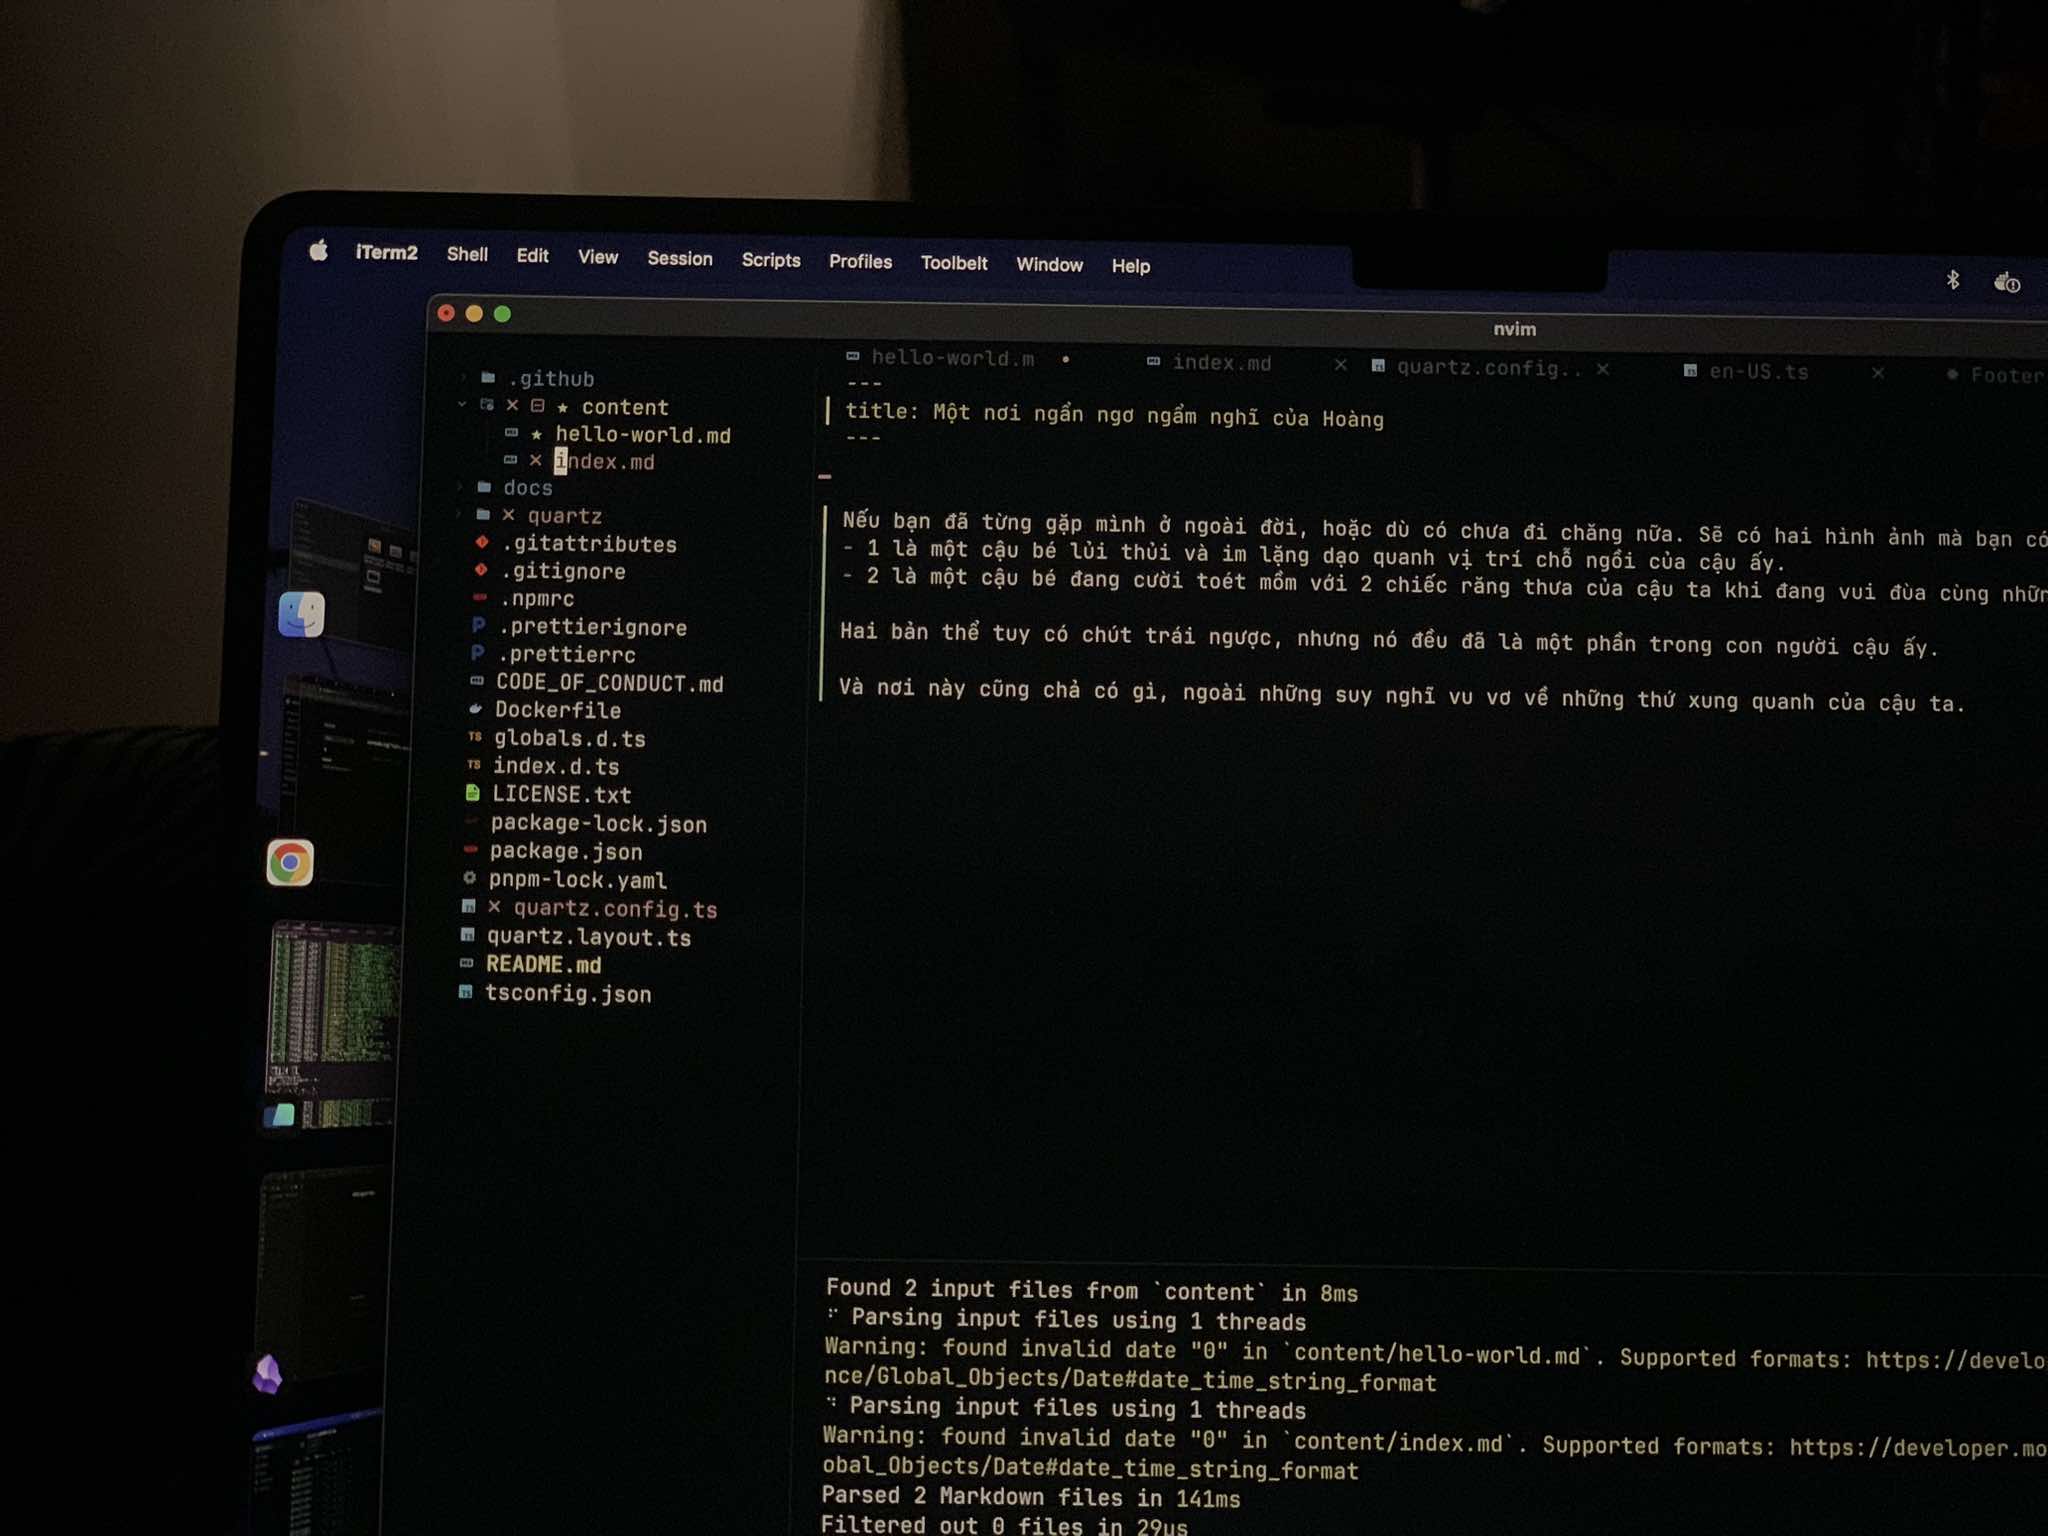 iTerm2 Shell Edit View Session Scripts Profiles Toolbelt Window Help
nvim
hello-world.m index.md quartz.config.. en-US.ts Footer
.github
content
hello-world.md
index.md
docs
quartz
.gitattributes
.gitignore
.npmrc
.prettierignore
.prettierrc
CODE_OF_CONDUCT.md
Dockerfile
TS globals.d.ts
TS index.d.ts
LICENSE.txt
package-lock.json
package.json
pnpm-lock.yaml
quartz.config.ts
quartz.layout.ts
README.md
tsconfig.json
---
title: Một nơi ngẩn ngơ ngẩm nghĩ của Hoàng
---
Nếu bạn đã từng gặp mình ở ngoài đời, hoặc dù có chưa đi chăng nữa. Sẽ có hai hình ảnh mà bạn có
- 1 là một cậu bé lủi thủi và im lặng dạo quanh vị trí chỗ ngồi của cậu ấy.
- 2 là một cậu bé đang cười toét mồm với 2 chiếc răng thưa của cậu ta khi đang vui đùa cùng nhữn
Hai bản thể tuy có chút trái ngược, nhưng nó đều đã là một phần trong con người cậu ấy.
Và nơi này cũng chả có gì, ngoài những suy nghĩ vu vơ về những thứ xung quanh của cậu ta.
Found 2 input files from `content` in 8ms
Parsing input files using 1 threads
Warning: found invalid date "0" in `content/hello-world.md`. Supported formats: https://develo
nce/Global_Objects/Date#date_time_string_format
Parsing input files using 1 threads
Warning: found invalid date "0" in `content/index.md`. Supported formats: https://developer.mo
obal_Objects/Date#date_time_string_format
Parsed 2 Markdown files in 141ms
Filtered out 0 files in 29μs